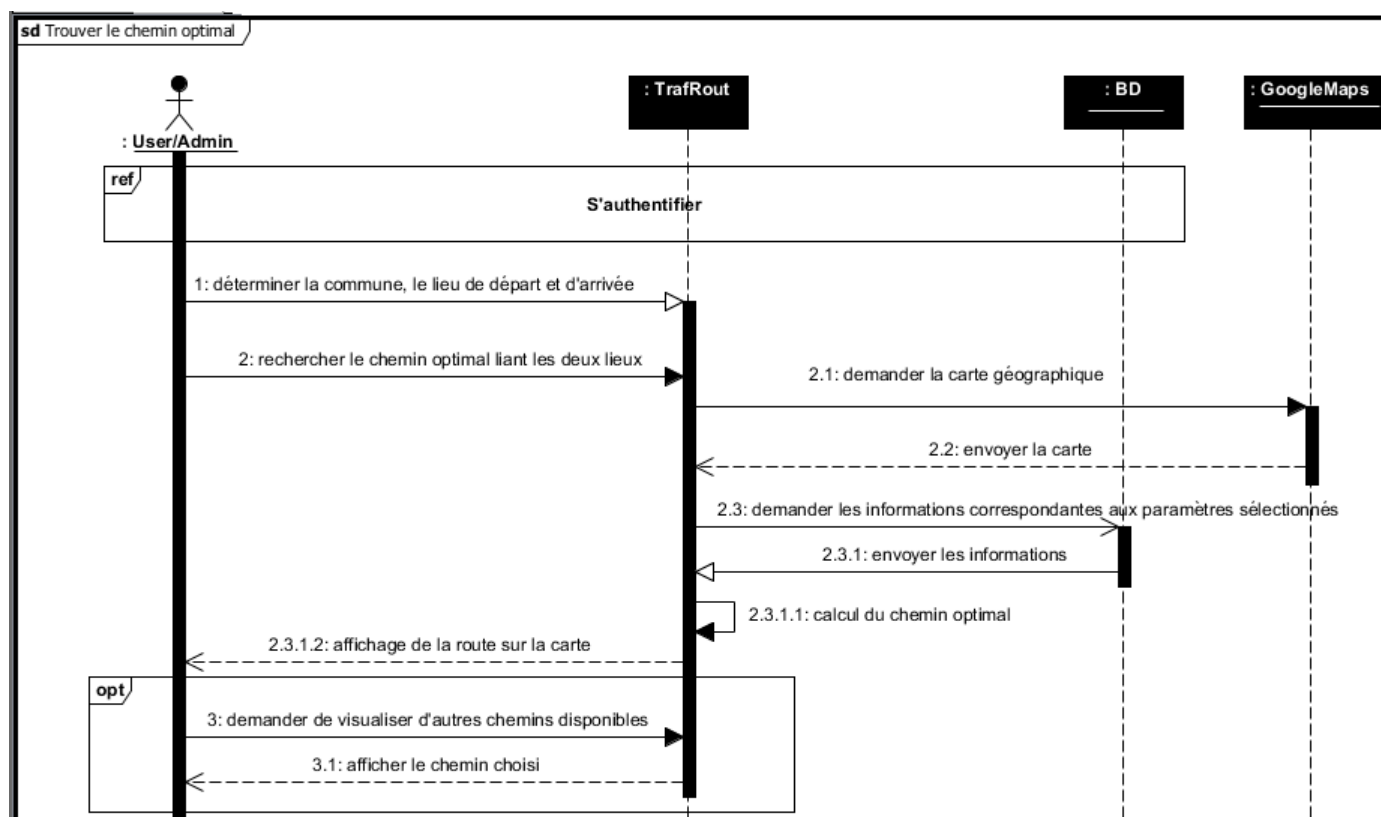 sd Trouver le chemin optimal
: User/Admin
: TrafRout
: BD
: GoogleMaps
ref
S'authentifier
1: déterminer la commune, le lieu de départ et d'arrivée
2: rechercher le chemin optimal liant les deux lieux
2.1: demander la carte géographique
2.2: envoyer la carte
2.3: demander les informations correspondantes aux paramètres sélectionnés
2.3.1: envoyer les informations
2.3.1.1: calcul du chemin optimal
2.3.1.2: affichage de la route sur la carte
opt
3: demander de visualiser d'autres chemins disponibles
3.1: afficher le chemin choisi